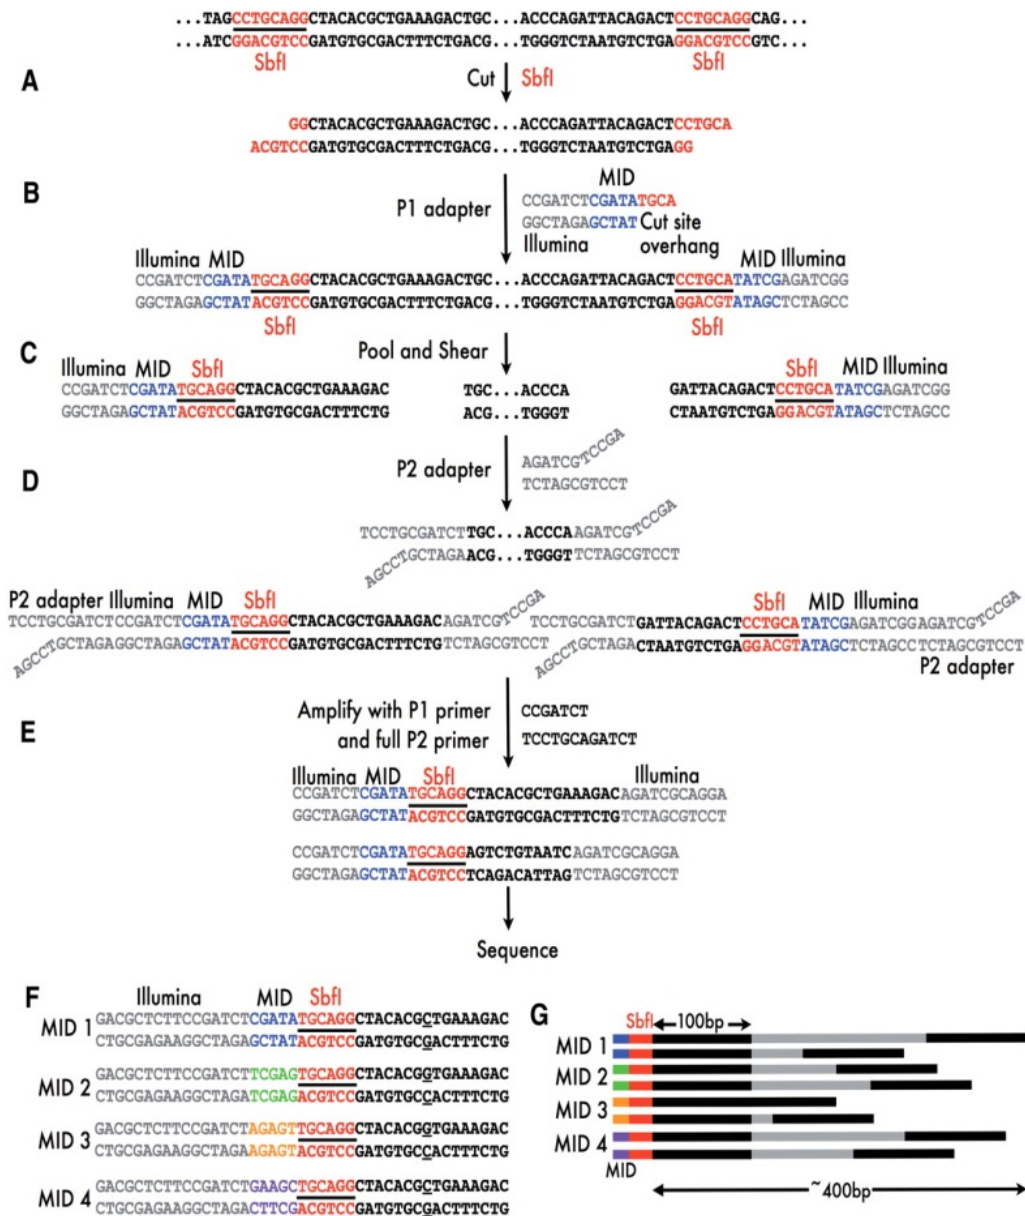 ...TAGCCTGCAGGCTACACGCTGAAAGACTGC...ACCCAGATTACAGACTCCTGCAGGCAG...
...ATCGGACGTCCGATGTGCGACTTTCTGACG...TGGGTCTAATGTCTGAGGACGTCCGTC...
SbfI SbfI
A Cut SbfI
GGCTACACGCTGAAAGACTGC...ACCCAGATTACAGACTCCTGCA
ACGTCCGATGTGCGACTTTCTGACG...TGGGTCTAATGTCTGAGG
B MID
P1 adapter CCGATCTCGATATGCA
GGCTAGAGCTAT Cut site
Illumina overhang
Illumina MID MID Illumina
CCGATCTCGATATGCAGGCTACACGCTGAAAGACTGC...ACCCAGATTACAGACTCCTGCATATCGAGATCGG
GGCTAGAGCTATACGTCCGATGTGCGACTTTCTGACG...TGGGTCTAATGTCTGAGGACGTATAGCTCTAGCC
SbfI SbfI
C Pool and Shear
Illumina MID SbfI SbfI MID Illumina
CCGATCTCGATATGCAGGCTACACGCTGAAAGAC TGC...ACCCA GATTACAGACTCCTGCATATCGAGATCGG
GGCTAGAGCTATACGTCCGATGTGCGACTTTCTG ACG...TGGGT CTAATGTCTGAGGACGTATAGCTCTAGCC
D P2 adapter AGATCGTCCGA
TCTAGCGTCCT
TCCTGCGATCTTGC...ACCCAAGATCGTCCGA
AGCCTGCTAGAACG...TGGGTTCTAGCGTCCT
P2 adapter Illumina MID SbfI SbfI MID Illumina
TCCTGCGATCTCCGATCTCGATATGCAGGCTACACGCTGAAAGACAGATCGTCCGA TCCTGCGATCTGATTACAGACTCCTGCATATCGAGATCGGAGATCGTCCGA
AGCCTGCTAGAGGCTAGAGCTATACGTCCGATGTGCGACTTTCTGTCTAGCGTCCT AGCCTGCTAGACTAATGTCTGAGGACGTATAGCTCTAGCCTCTAGCGTCCT
P2 adapter
E Amplify with P1 primer CCGATCT
and full P2 primer TCCTGCAGATCT
Illumina MID SbfI Illumina
CCGATCTCGATATGCAGGCTACACGCTGAAAGACAGATCGCAGGA
GGCTAGAGCTATACGTCCGATGTGCGACTTTCTGTCTAGCGTCCT
CCGATCTCGATATGCAGGAGTCTGTAATCAGATCGCAGGA
GGCTAGAGCTATACGTCCTCAGACATTAGTCTAGCGTCCT
Sequence
F Illumina MID SbfI
MID 1 GACGCTCTTCCGATCTCGATATGCAGGCTACACGCTGAAAGAC
CTGCGAGAAGGCTAGAGCTATACGTCCGATGTGCGACTTTCTG
MID 2 GACGCTCTTCCGATCTTCGAGTGCAGGCTACACGGTGAAAGAC
CTGCGAGAAGGCTAGATCGAGACGTCCGATGTGCCACTTTCTG
MID 3 GACGCTCTTCCGATCTAGAGTTGCAGGCTACACGGTGAAAGAC
CTGCGAGAAGGCTAGAAGAGTACGTCCGATGTGCCACTTTCTG
MID 4 GACGCTCTTCCGATCTGAAGCTGCAGGCTACACGCTGAAAGAC
CTGCGAGAAGGCTAGACTTCGACGTCCGATGTGCGACTTTCTG
G SbfI 100bp
MID 1
MID 2
MID 3
MID 4
MID
~400bp